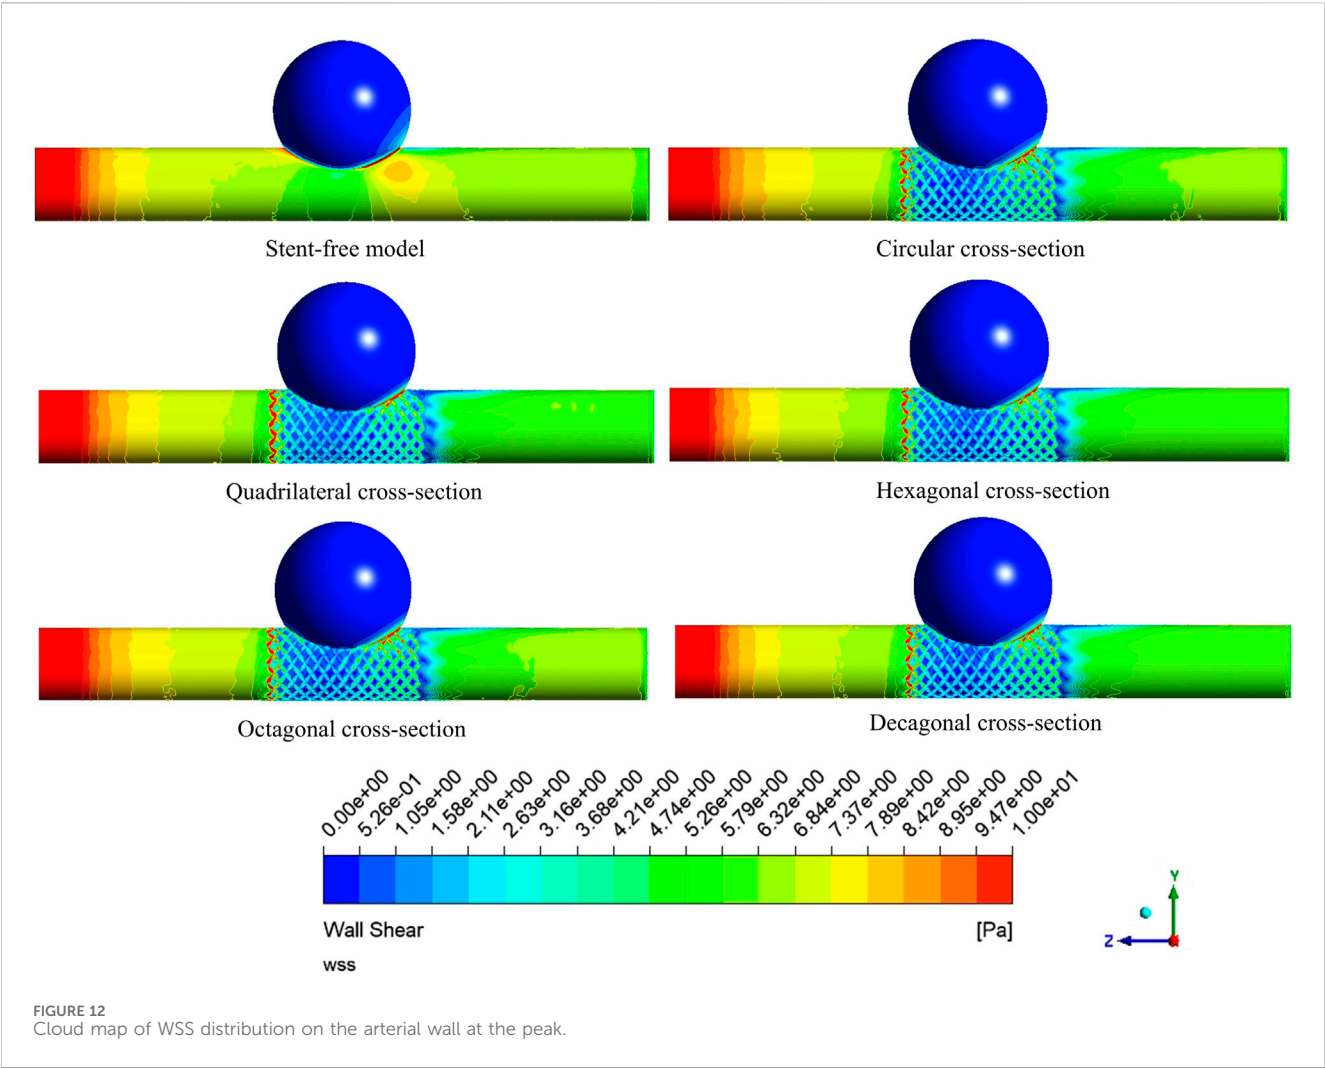 Stent-free model
Circular cross-section
Quadrilateral cross-section
Hexagonal cross-section
Octagonal cross-section
Decagonal cross-section
0.00e+00
5.26e-01
1.05e+00
1.58e+00
2.11e+00
2.63e+00
3.16e+00
3.68e+00
4.21e+00
4.74e+00
5.26e+00
5.79e+00
6.32e+00
6.84e+00
7.37e+00
7.89e+00
8.42e+00
8.95e+00
9.47e+00
1.00e+01
Wall Shear [Pa]
wss
Y
Z
FIGURE 12
Cloud map of WSS distribution on the arterial wall at the peak.